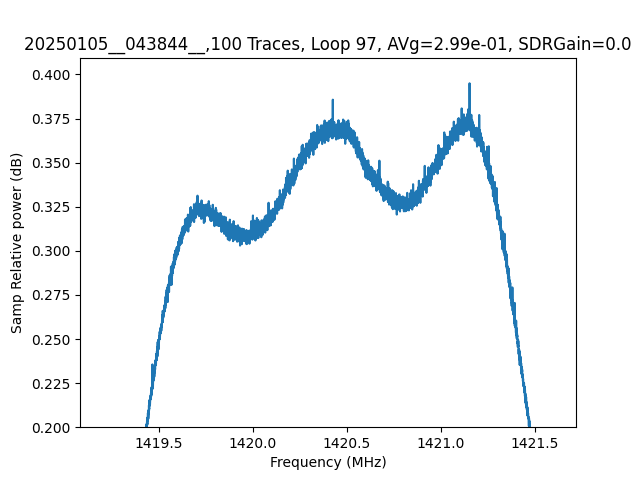 20250105__043844__,100 Traces, Loop 97, AVg=2.99e-01, SDRGain=0.0
0.400
0.375
0.350
0.325
0.300
0.275
0.250
0.225
0.200
Samp Relative power (dB)
1419.5 1420.0 1420.5 1421.0 1421.5
Frequency (MHz)